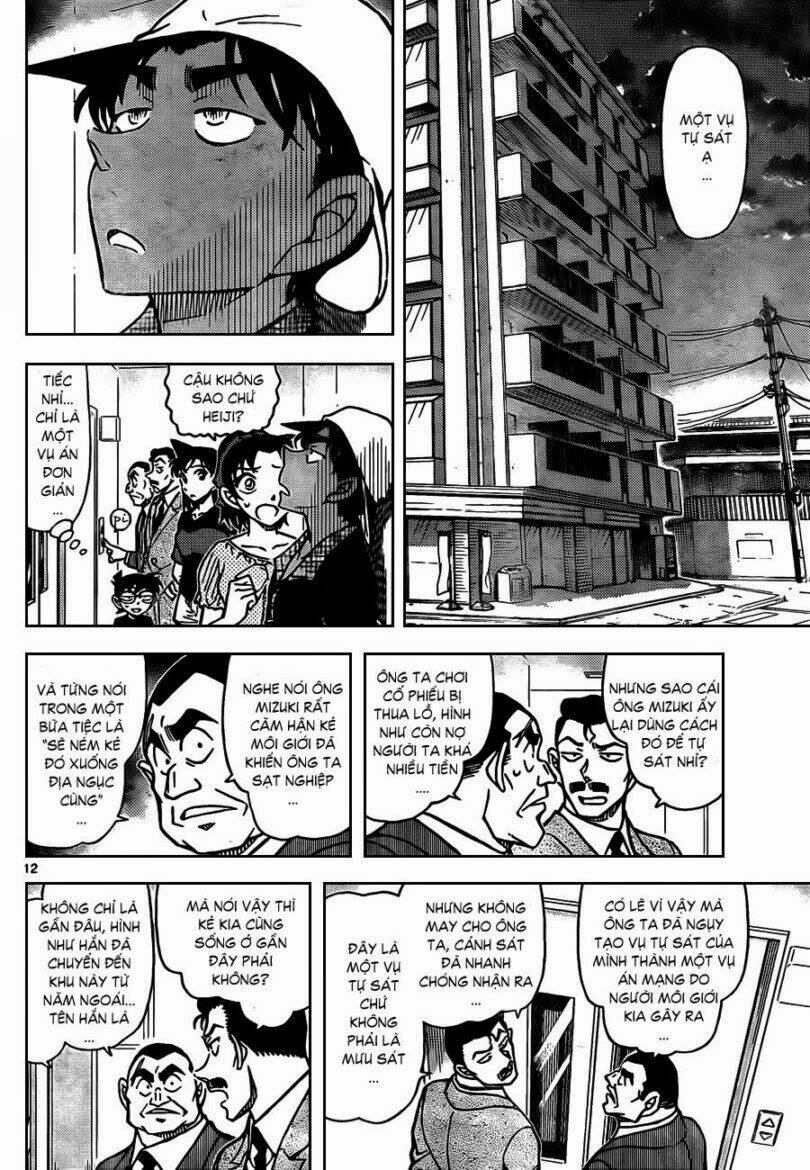 MỘT VỤ
TỰ SÁT
Ạ
...
CẬU KHÔNG
SAO CHỨ
HEIJI?
TIẾC
NHỈ...
CHỈ LÀ
MỘT
VỤ ÁN
ĐƠN
GIẢN
...
PC
NHƯNG SAO CÁI
ÔNG MIZUKI ẤY
LẠI DÙNG CÁCH
ĐÓ ĐỂ TỰ
SÁT NHỈ?
ÔNG TA CHƠI
CỔ PHIẾU BỊ
THUA LỖ, HÌNH
NHƯ CÒN NỢ
NGƯỜI TA KHÁ
NHIỀU TIỀN
....
NGHE NÓI ÔNG
MIZUKI RẤT
CĂM HẬN KẺ
MÔI GIỚI ĐÃ
KHIẾN ÔNG TA
SẠT NGHIỆP
...
VÀ TỪNG NÓI
TRONG MỘT
BỮA TIỆC LÀ
"SẼ NÉM KẺ
ĐÓ XUỐNG
ĐỊA NGỤC
CÙNG"
...
12
CÓ LẼ VÌ VẬY MÀ
ÔNG TA ĐÃ NGỤY
TẠO VỤ TỰ SÁT CỦA
MÌNH THÀNH MỘT VỤ
ÁN MẠNG DO
NGƯỜI MÔI GIỚI
KIA GÂY RA
...
NHƯNG KHÔNG
MAY CHO ÔNG
TA, CẢNH SÁT
ĐÃ NHANH
CHÓNG NHẬN RA
...
ĐÂY LÀ
MỘT VỤ
TỰ SÁT
CHỨ
KHÔNG
PHẢI LÀ
MƯU SÁT
...
MÀ NÓI VẬY THÌ
KẺ KIA CŨNG
SỐNG Ở GẦN
ĐÂY PHẢI
KHÔNG?
KHÔNG CHỈ LÀ
GẦN ĐÂU, HÌNH
NHƯ HẮN ĐÃ
CHUYỂN ĐẾN
KHU NÀY TỪ
NĂM NGOÁI...
TÊN HẮN LÀ
...